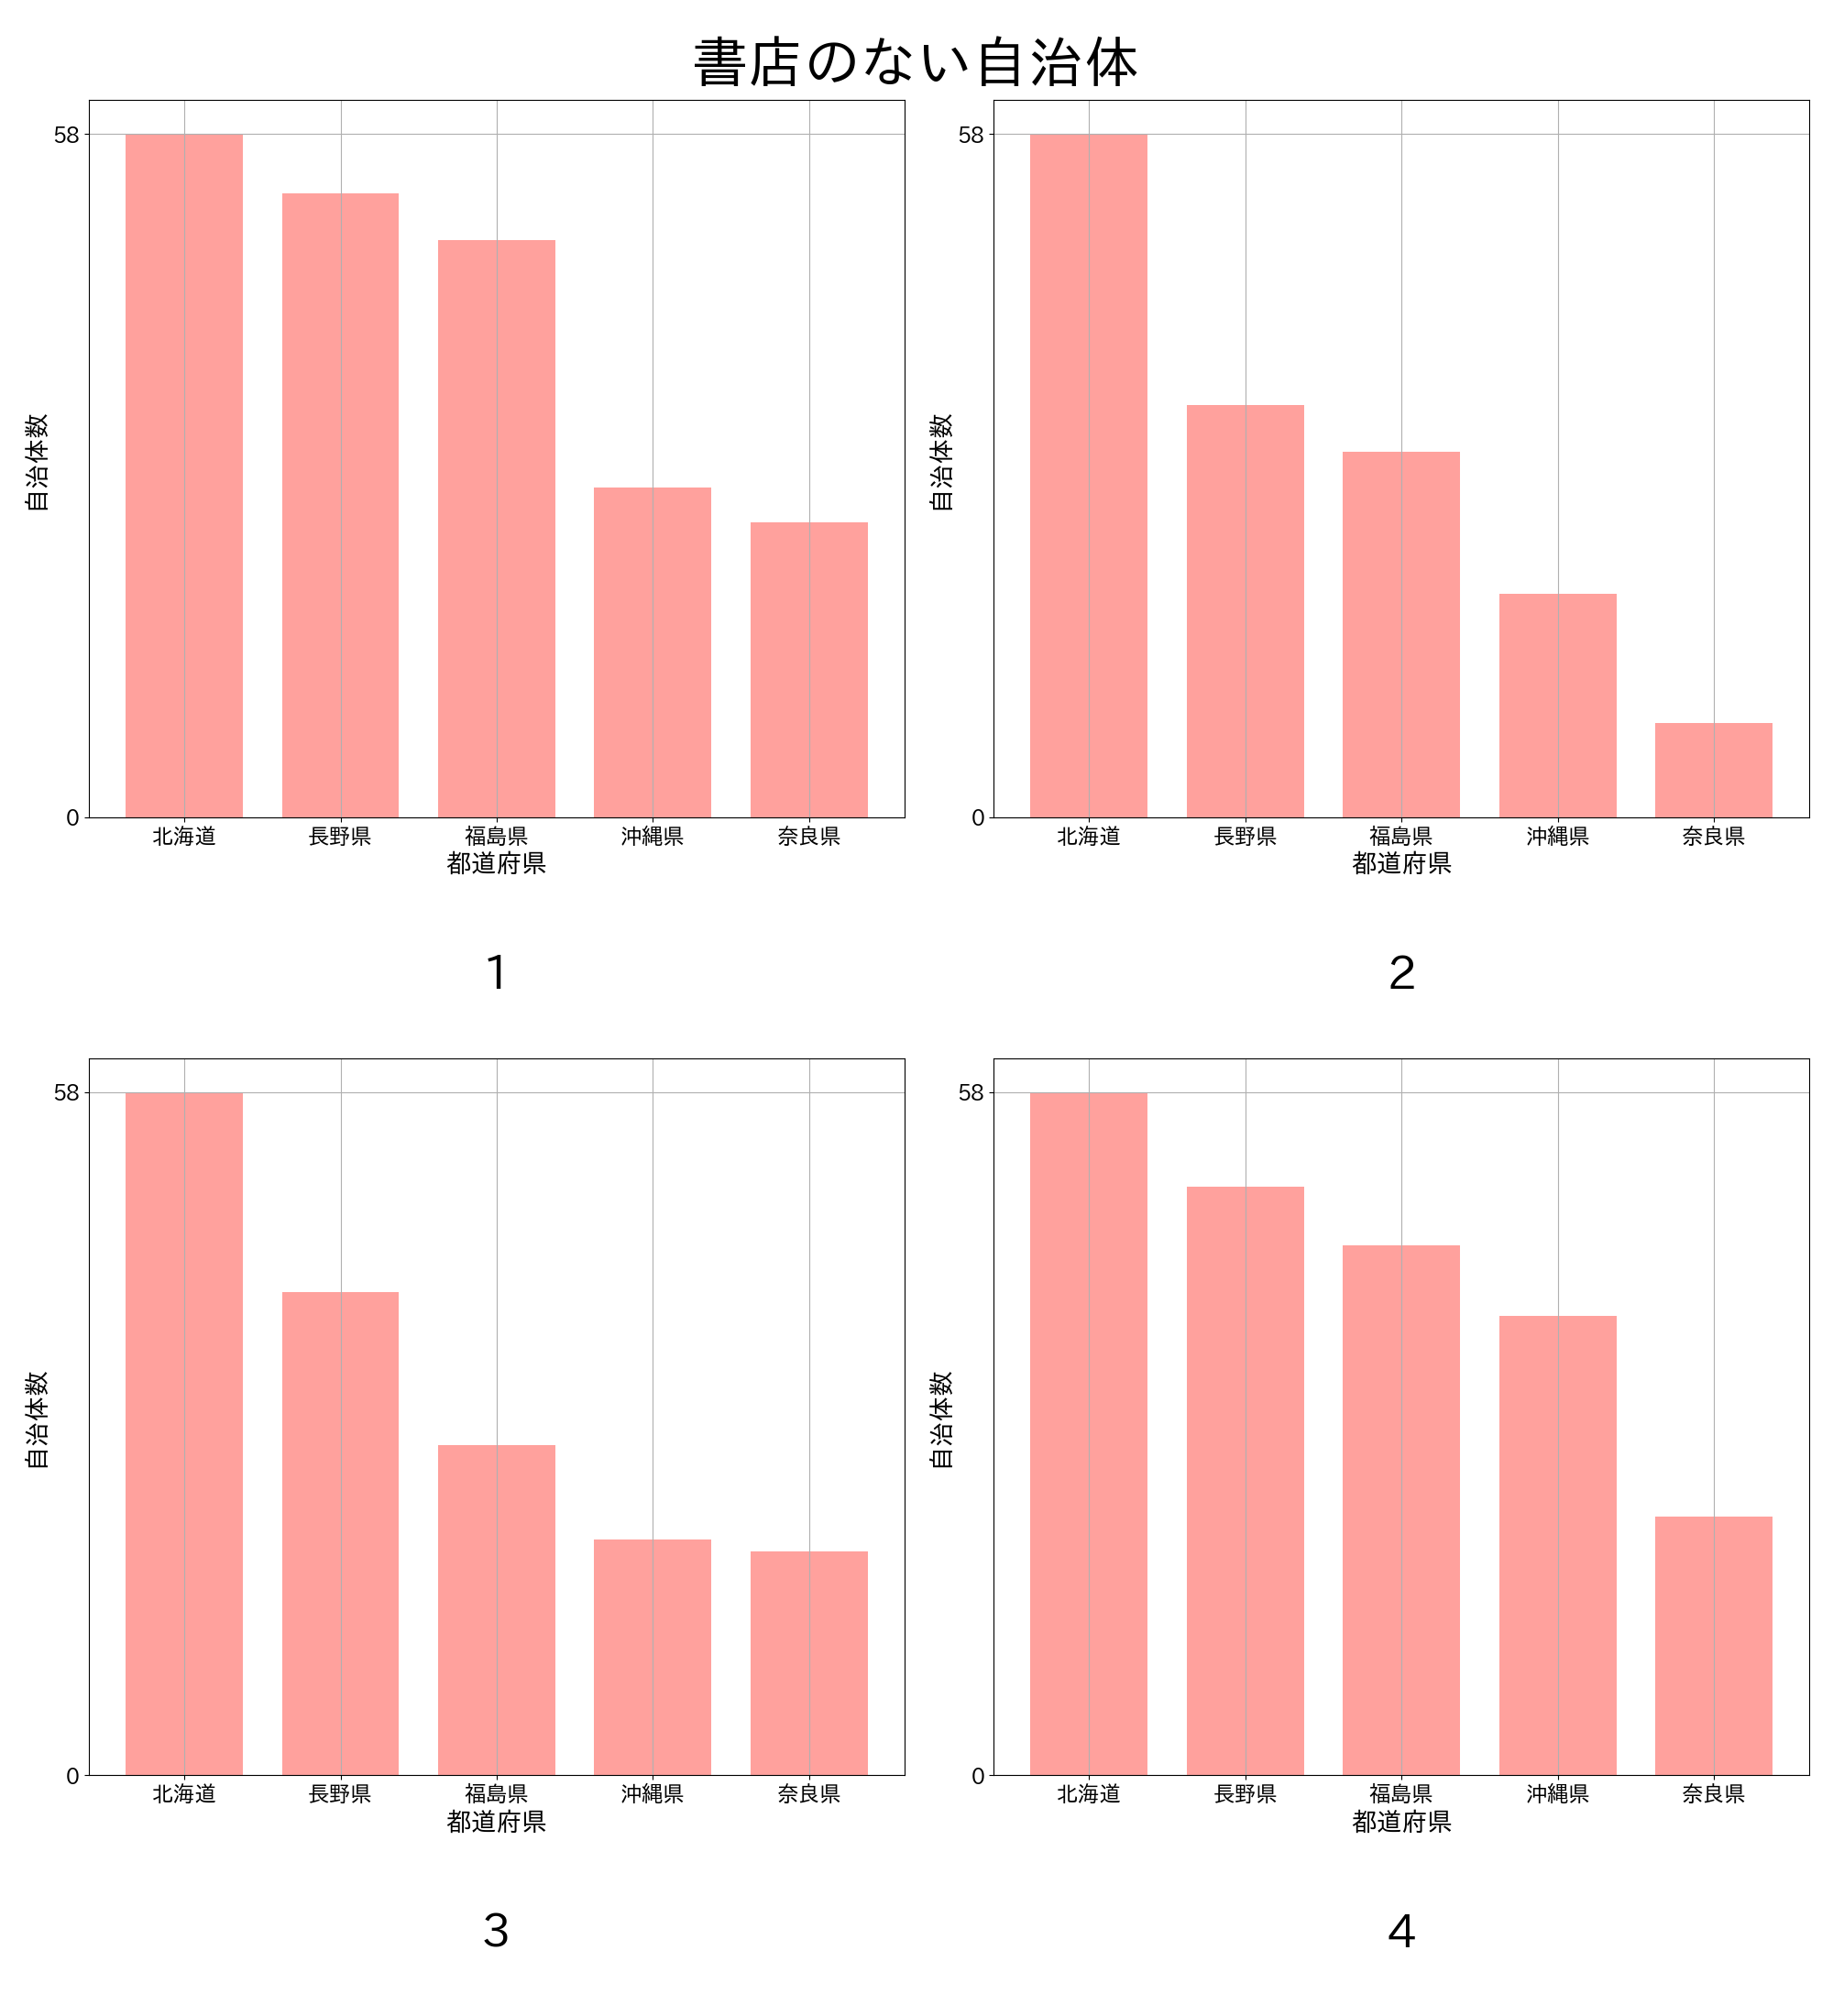 書店のない自治体
58
0
自治体数
北海道 長野県 福島県 沖縄県 奈良県
都道府県
1
58
0
自治体数
北海道 長野県 福島県 沖縄県 奈良県
都道府県
2
58
0
自治体数
北海道 長野県 福島県 沖縄県 奈良県
都道府県
3
58
0
自治体数
北海道 長野県 福島県 沖縄県 奈良県
都道府県
4